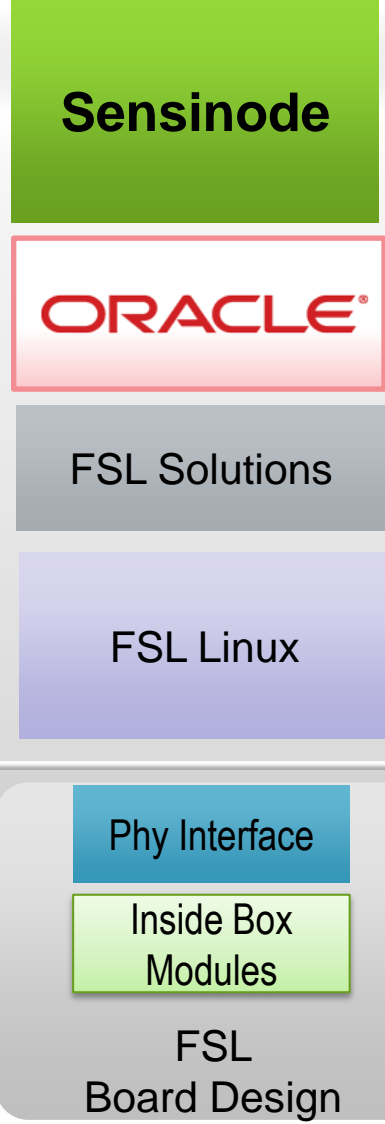 Sensinode
ORACLE®
FSL Solutions
FSL Linux
Phy Interface
Inside Box
Modules
FSL
Board Design